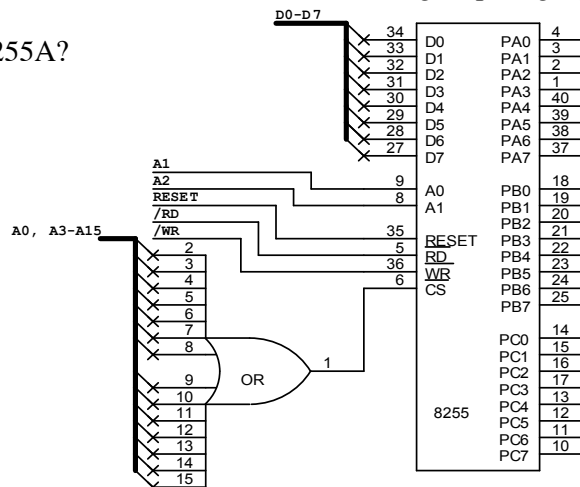 D0-D7
255A?
34 D0 PA0 4
33 D1 PA1 3
32 D2 PA2 2
31 D3 PA3 1
30 D4 PA4 40
29 D5 PA5 39
28 D6 PA6 38
27 D7 PA7 37
A1 9 A0 PB0 18
A2 8 A1 PB1 19
RESET PB2 20
/RD 35 RESET PB3 21
/WR 5 RD PB4 22
36 WR PB5 23
6 CS PB6 24
PB7 25
A0, A3-A15
2
3
4
5
6
7
8
9
10
11
12
13
14
15
OR
1
PC0 14
PC1 15
PC2 16
PC3 17
PC4 13
PC5 12
PC6 11
PC7 10
8255